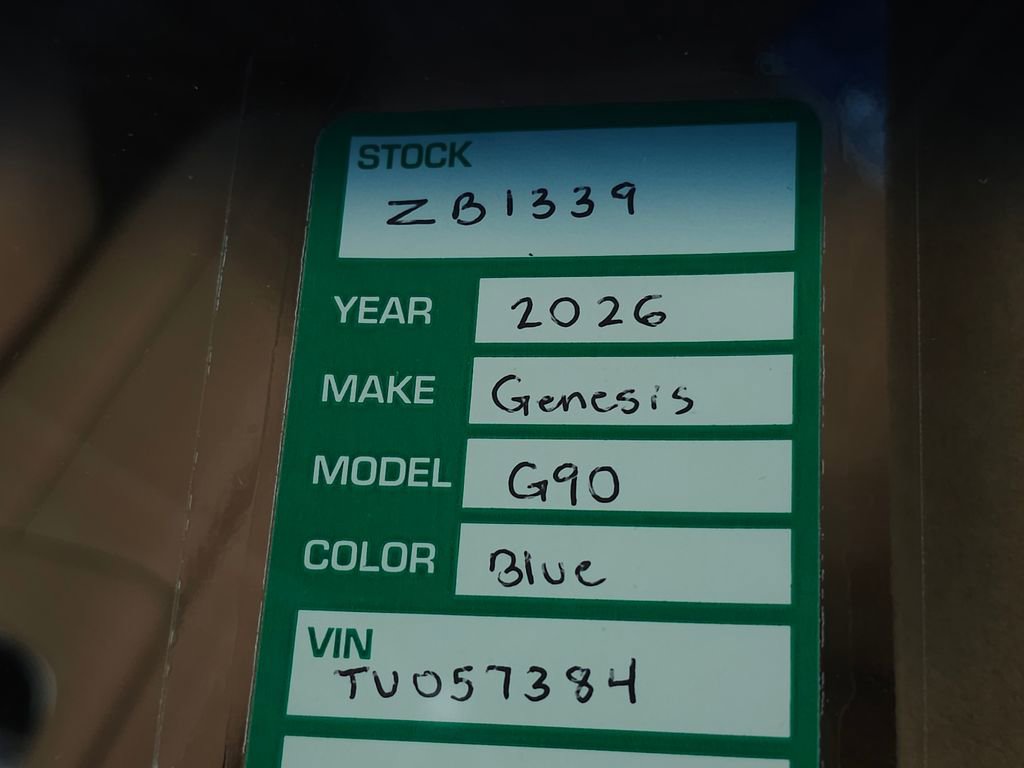 STOCK
ZB1339
YEAR 2026
MAKE Genesis
MODEL G90
COLOR Blue
VIN
TU057384